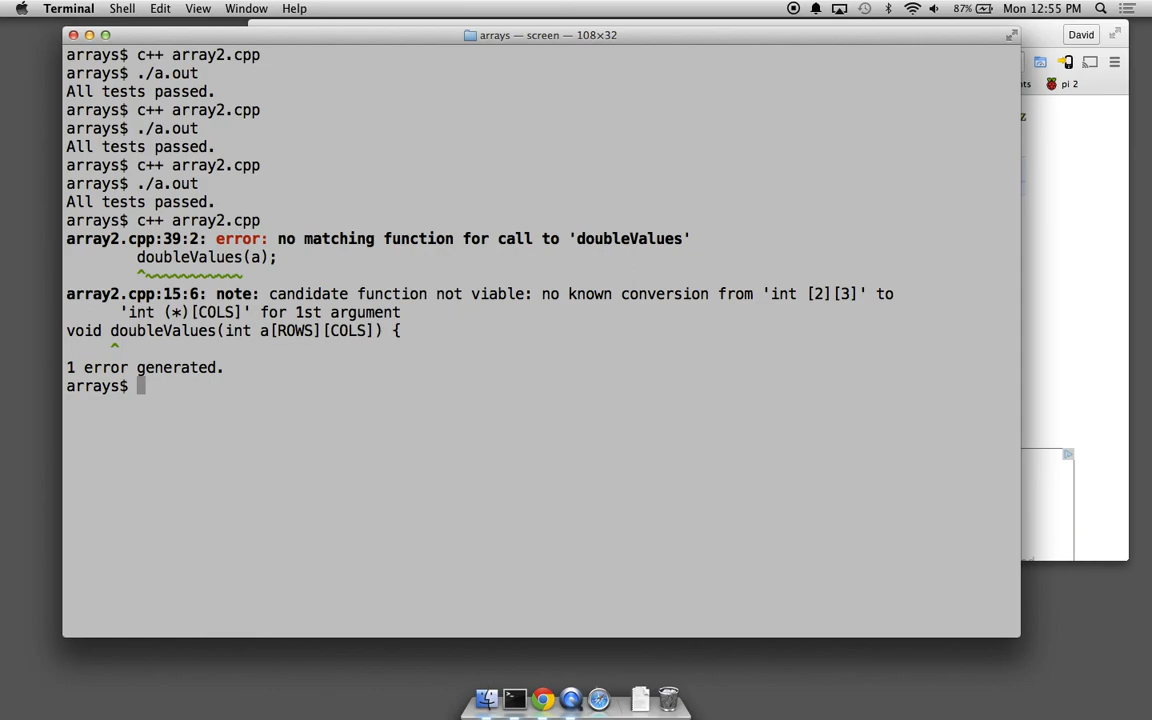 Terminal Shell Edit View Window Help 87% Mon 12:55 PM
arrays — screen — 108×32
David
arrays$ c++ array2.cpp
arrays$ ./a.out
All tests passed.
arrays$ c++ array2.cpp
arrays$ ./a.out
All tests passed.
arrays$ c++ array2.cpp
arrays$ ./a.out
All tests passed.
arrays$ c++ array2.cpp
array2.cpp:39:2: error: no matching function for call to 'doubleValues'
doubleValues(a);
^~~~~~~~~~~~
array2.cpp:15:6: note: candidate function not viable: no known conversion from 'int [2][3]' to
'int (*)[COLS]' for 1st argument
void doubleValues(int a[ROWS][COLS]) {
^
1 error generated.
arrays$
nts pi 2
z